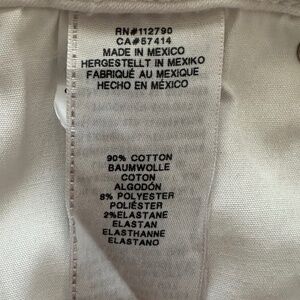 RN#112790
CA#57414
MADE IN MEXICO
HERGESTELLT IN MEXIKO
FABRIQUÉ AU MEXIQUE
HECHO EN MÉXICO
90% COTTON
BAUMWOLLE
COTON
ALGODÓN
8% POLYESTER
POLIÉSTER
2%ELASTANE
ELASTAN
ELASTHANNE
ELASTANO